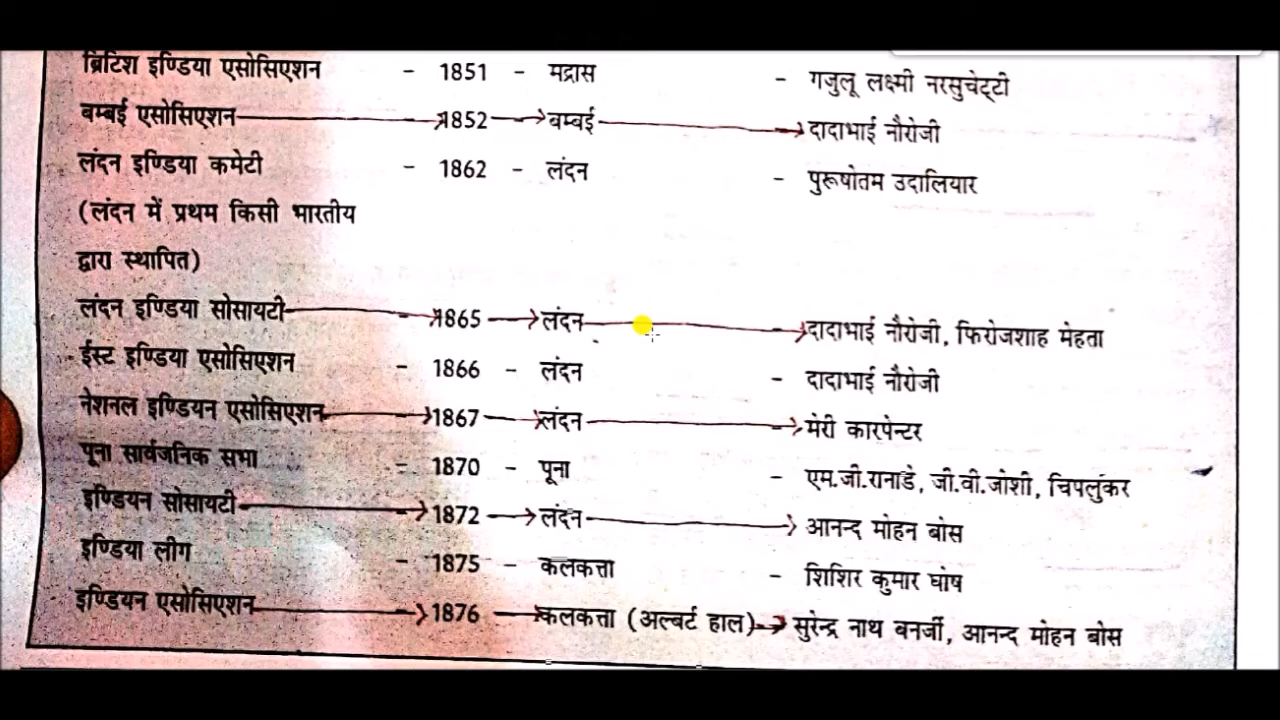 ब्रिटिश इण्डिया एसोसिएशन - 1851 - मद्रास - गजुलू लक्ष्मी नरसुचेट्टी
बम्बई एसोसिएशन 1852 बम्बई दादाभाई नौरोजी
लंदन इण्डिया कमेटी - 1862 - लंदन - पुरूषोतम उदालियार
(लंदन में प्रथम किसी भारतीय
द्वारा स्थापित)
लंदन इण्डिया सोसायटी - 1865 लंदन - दादाभाई नौरोजी, फिरोजशाह मेहता
ईस्ट इण्डिया एसोसिएशन - 1866 - लंदन - दादाभाई नौरोजी
नेशनल इण्डियन एसोसिएशन - 1867 लंदन - मेरी कारपेन्टर
पूना सार्वजनिक सभा - 1870 - पूना - एम.जी.रानाडे, जी.वी.जोशी, चिपलुंकर
इण्डियन सोसायटी - 1872 लंदन आनन्द मोहन बोस
इण्डिया लीग - 1875 - कलकत्ता - शिशिर कुमार घोष
इण्डियन एसोसिएशन - 1876 कलकत्ता (अल्बर्ट हाल) - सुरेन्द्र नाथ बनर्जी, आनन्द मोहन बोस